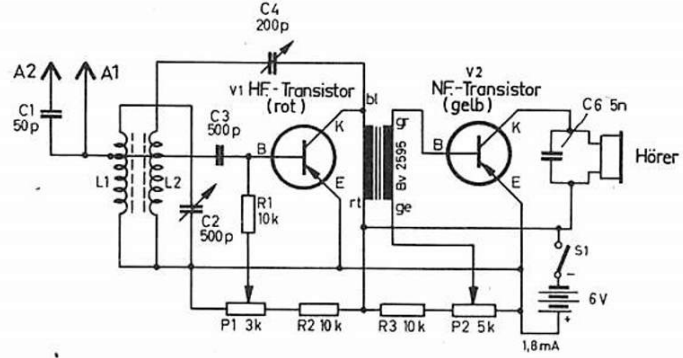 C4
200p
A2
A1
V1 HF-Transistor
(rot)
V2
NF-Transistor
(gelb)
C1
50p
C3
500p
bl
gr
K
K
C6 5n
Hörer
B
B
Bv 2595
E
E
L1
L2
R1
10k
rt
ge
C2
500p
S1
–
6V
+
P1 3k
R2 10k
R3 10k
P2 5k
1,8mA